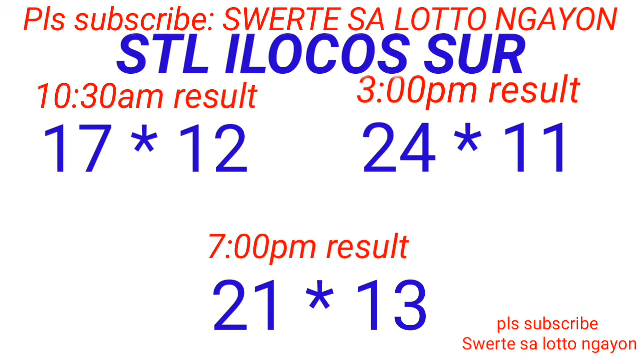 Pls subscribe: SWERTE SA LOTTO NGAYON
STL ILOCOS SUR
10:30am result
17 * 12
3:00pm result
24 * 11
7:00pm result
21 * 13
pls subscribe
Swerte sa lotto ngayon